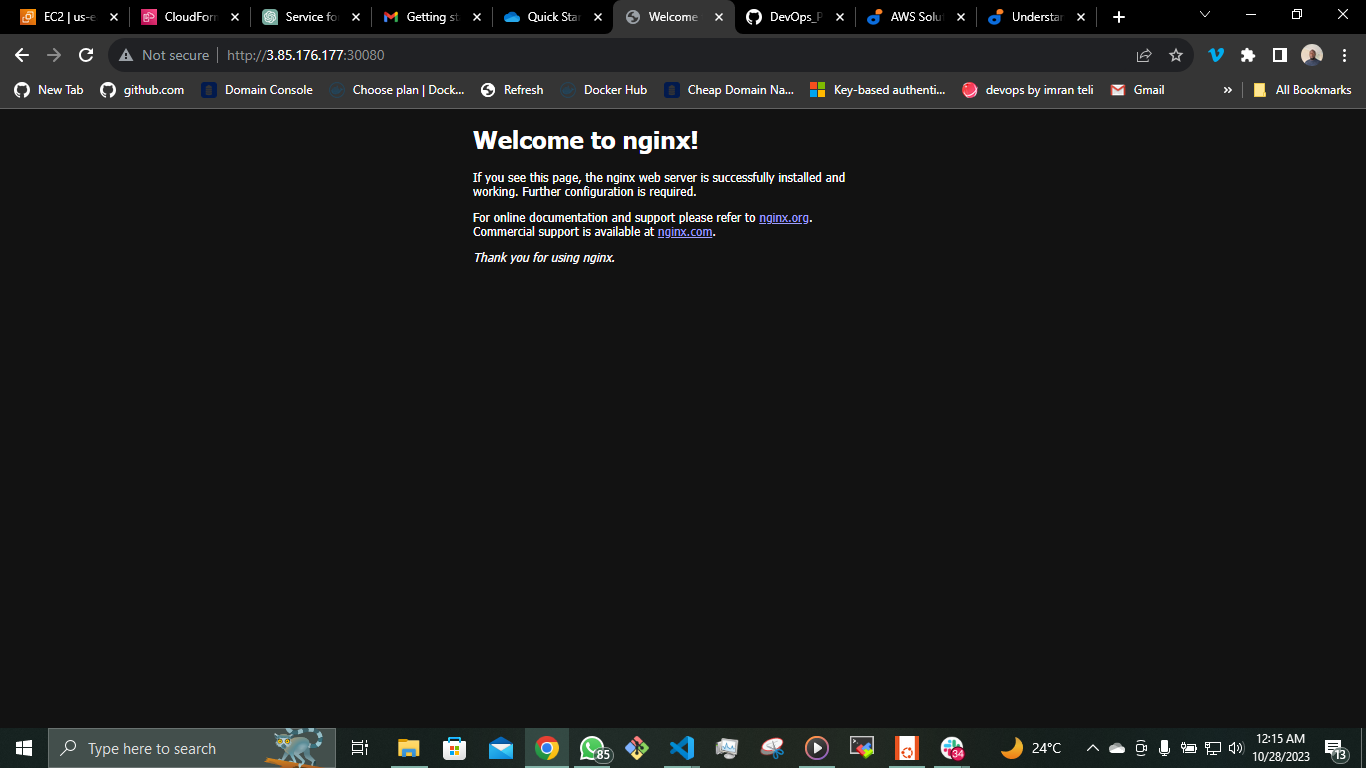 EC2 | us-e
CloudForm
Service fo
Getting st
Quick Star
Welcome
DevOps_P
AWS Solu
Understan
Not secure
http://3.85.176.177:30080
New Tab
github.com
Domain Console
Choose plan | Dock...
Refresh
Docker Hub
Cheap Domain Na...
Key-based authenti...
devops by imran teli
Gmail
»
All Bookmarks
Welcome to nginx!
If you see this page, the nginx web server is successfully installed and
working. Further configuration is required.
For online documentation and support please refer to nginx.org.
Commercial support is available at nginx.com.
Thank you for using nginx.
Type here to search
85
34
24°C
12:15 AM
10/28/2023
13